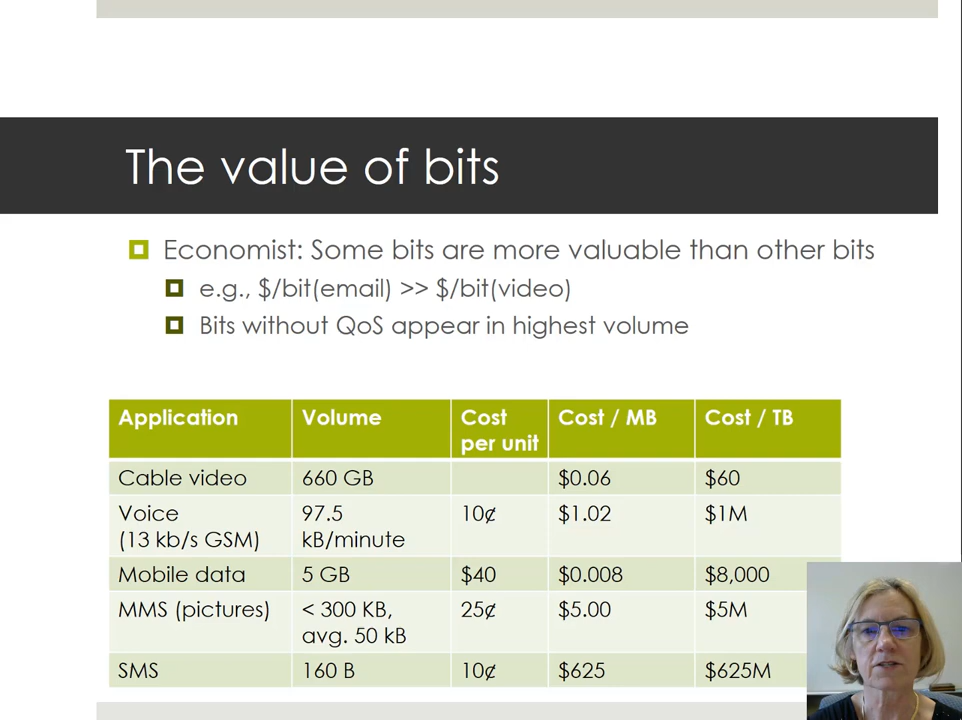 The value of bits
Economist: Some bits are more valuable than other bits
e.g., $/bit(email) >> $/bit(video)
Bits without QoS appear in highest volume
Application Volume Cost per unit Cost / MB Cost / TB
Cable video 660 GB $0.06 $60
Voice (13 kb/s GSM) 97.5 kB/minute 10¢ $1.02 $1M
Mobile data 5 GB $40 $0.008 $8,000
MMS (pictures) < 300 KB, avg. 50 kB 25¢ $5.00 $5M
SMS 160 B 10¢ $625 $625M